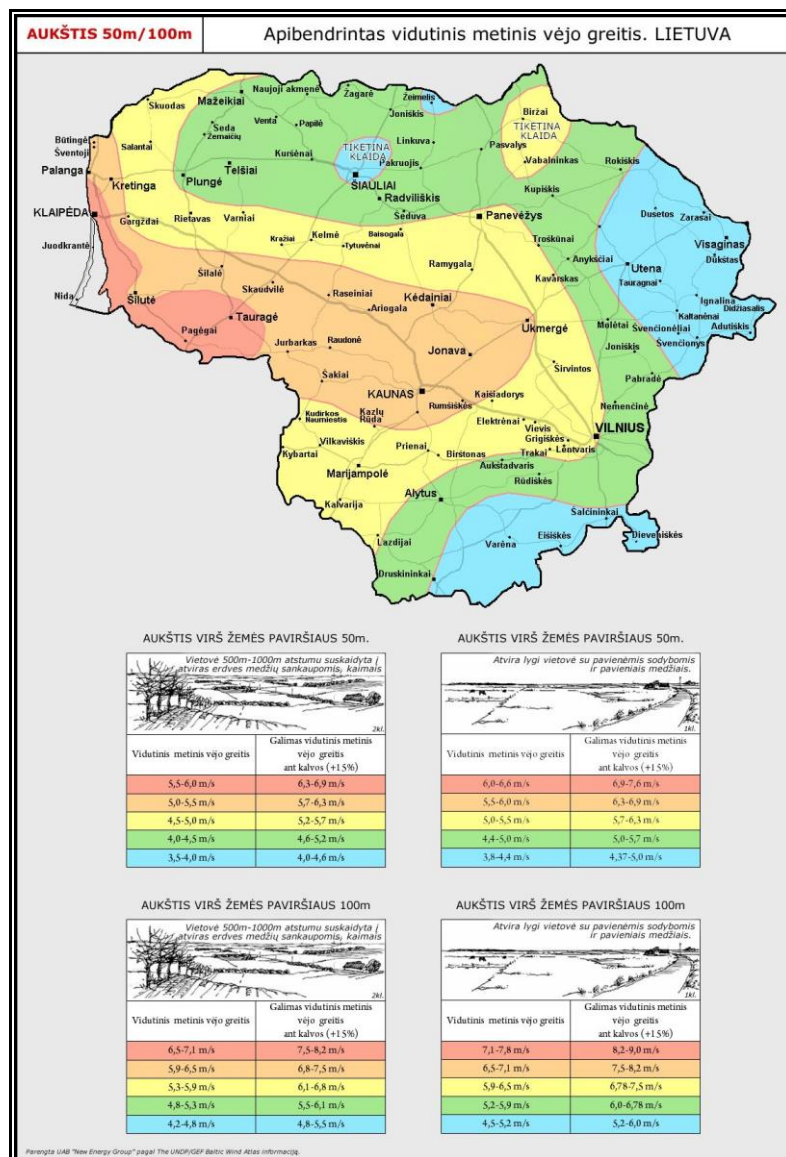 AUKŠTIS 50m/100m
Apibendrintas vidutinis metinis vėjo greitis. LIETUVA
Skuodas
Mažeikiai
Naujoji akmenė
Žagarė
Žeimelis
Joniškis
Biržai
TIKĖTINA
KLAIDA
Seda
Žemaičių
Venta
Papilė
TIKĖTINA
KLAIDA
Linkuva
Pasvalys
Būtingė
Šventoji
Salantai
Kuršėnai
Pakruojis
Vabalninkas
Rokiškis
Palanga
Kretinga
Plungė
Telšiai
ŠIAULIAI
Radviliškis
Kupiškis
KLAIPĖDA
Gargždai
Rietavas
Varniai
Šeduva
Panevėžys
Dusetos
Zarasai
Juodkrantė
Kražiai
Kelmė
Tytuvėnai
Baisogala
Troškūnai
Visaginas
Dūkštas
Šilalė
Ramygala
Anykščiai
Utena
Nida
Šilutė
Skaudvilė
Raseiniai
Kėdainiai
Kavarskas
Tauragnai
Ignalina
Didžiasalis
Pagėgai
Tauragė
Ariogala
Ukmergė
Molėtai
Kaltanėnai
Švenčionėliai
Adutiškis
Jurbarkas
Raudonė
Jonava
Joniškis
Švenčionys
Šakiai
Širvintos
Pabradė
KAUNAS
Rumšiškės
Kaišiadorys
Nemenčinė
Kudirkos
Naumiestis
Kazlų
Rūda
Elektrėnai
Vievis
Grigiškės
VILNIUS
Kybartai
Vilkaviškis
Prienai
Birštonas
Trakai
Lentvaris
Marijampolė
Aukštadvaris
Rūdiškės
Kalvarija
Alytus
Šalčininkai
Lazdijai
Varėna
Eišiškės
Dieveniškės
Druskininkai
AUKŠTIS VIRŠ ŽEMĖS PAVIRŠIAUS 50m.
Vietovė 500m-1000m atstumu suskaidyta į
atviras erdves medžių sankaupomis, kaimais
2kl.
Vidutinis metinis vėjo greitis
Galimas vidutinis metinis
vėjo greitis
ant kalvos (+15%)
5,5-6,0 m/s 6,3-6,9 m/s
5,0-5,5 m/s 5,7-6,3 m/s
4,5-5,0 m/s 5,2-5,7 m/s
4,0-4,5 m/s 4,6-5,2 m/s
3,5-4,0 m/s 4,0-4,6 m/s
AUKŠTIS VIRŠ ŽEMĖS PAVIRŠIAUS 50m.
Atvira lygi vietovė su pavienėmis sodybomis
ir pavieniais medžiais.
1kl.
Vidutinis metinis vėjo greitis
Galimas vidutinis metinis
vėjo greitis
ant kalvos (+15%)
6,0-6,6 m/s 6,9-7,6 m/s
5,5-6,0 m/s 6,3-6,9 m/s
5,0-5,5 m/s 5,7-6,3 m/s
4,4-5,0 m/s 5,0-5,7 m/s
3,8-4,4 m/s 4,37-5,0 m/s
AUKŠTIS VIRŠ ŽEMĖS PAVIRŠIAUS 100m
Vietovė 500m-1000m atstumu suskaidyta į
atviras erdves medžių sankaupomis, kaimais
2kl.
Vidutinis metinis vėjo greitis
Galimas vidutinis metinis
vėjo greitis
ant kalvos (+15%)
6,5-7,1 m/s 7,5-8,2 m/s
5,9-6,5 m/s 6,8-7,5 m/s
5,3-5,9 m/s 6,1-6,8 m/s
4,8-5,3 m/s 5,5-6,1 m/s
4,2-4,8 m/s 4,8-5,5 m/s
AUKŠTIS VIRŠ ŽEMĖS PAVIRŠIAUS 100m
Atvira lygi vietovė su pavienėmis sodybomis
ir pavieniais medžiais.
1kl.
Vidutinis metinis vėjo greitis
Galimas vidutinis metinis
vėjo greitis
ant kalvos (+15%)
7,1-7,8 m/s 8,2-9,0 m/s
6,5-7,1 m/s 7,5-8,2 m/s
5,9-6,5 m/s 6,78-7,5 m/s
5,2-5,9 m/s 6,0-6,78 m/s
4,5-5,2 m/s 5,2-6,0 m/s
Parengta UAB "New Energy Group" pagal The UNDP/GEF Baltic Wind Atlas informaciją.